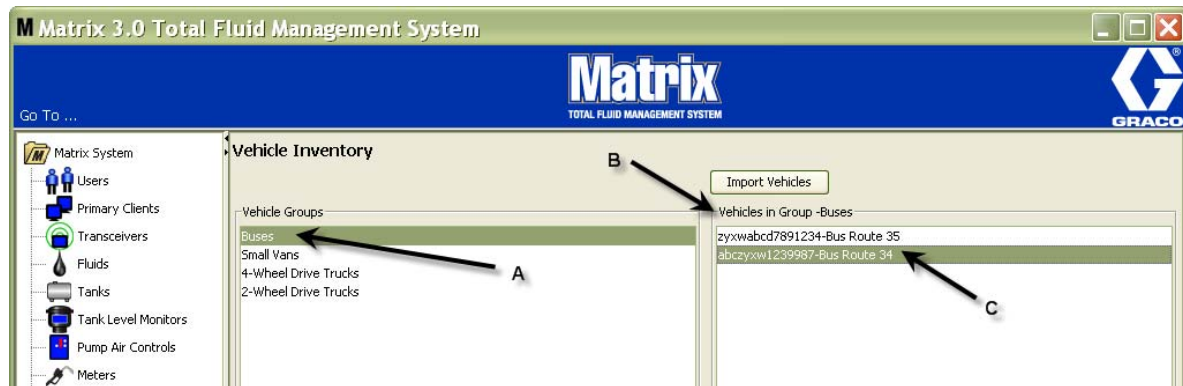 M Matrix 3.0 Total Fluid Management System
Matrix
TOTAL FLUID MANAGEMENT SYSTEM
Go To ...
GRACO
®
Matrix System
Users
Primary Clients
Transceivers
Fluids
Tanks
Tank Level Monitors
Pump Air Controls
Meters
Vehicle Inventory
B
Import Vehicles
Vehicle Groups
Buses
Small Vans
4-Wheel Drive Trucks
2-Wheel Drive Trucks
A
Vehicles in Group -Buses
zyxwabcd7891234-Bus Route 35
abczyxw1239987-Bus Route 34
C